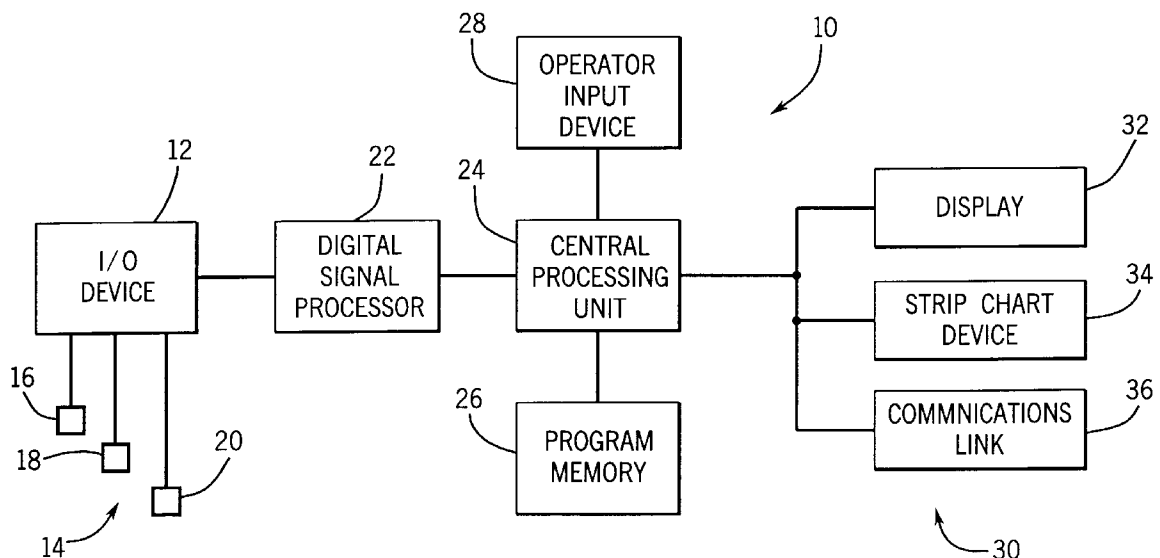 28
OPERATOR
INPUT
DEVICE
10
12
I/O
DEVICE
22
DIGITAL
SIGNAL
PROCESSOR
24
CENTRAL
PROCESSING
UNIT
32
DISPLAY
34
STRIP CHART
DEVICE
16
18
20
14
26
PROGRAM
MEMORY
36
COMMNICATIONS
LINK
30